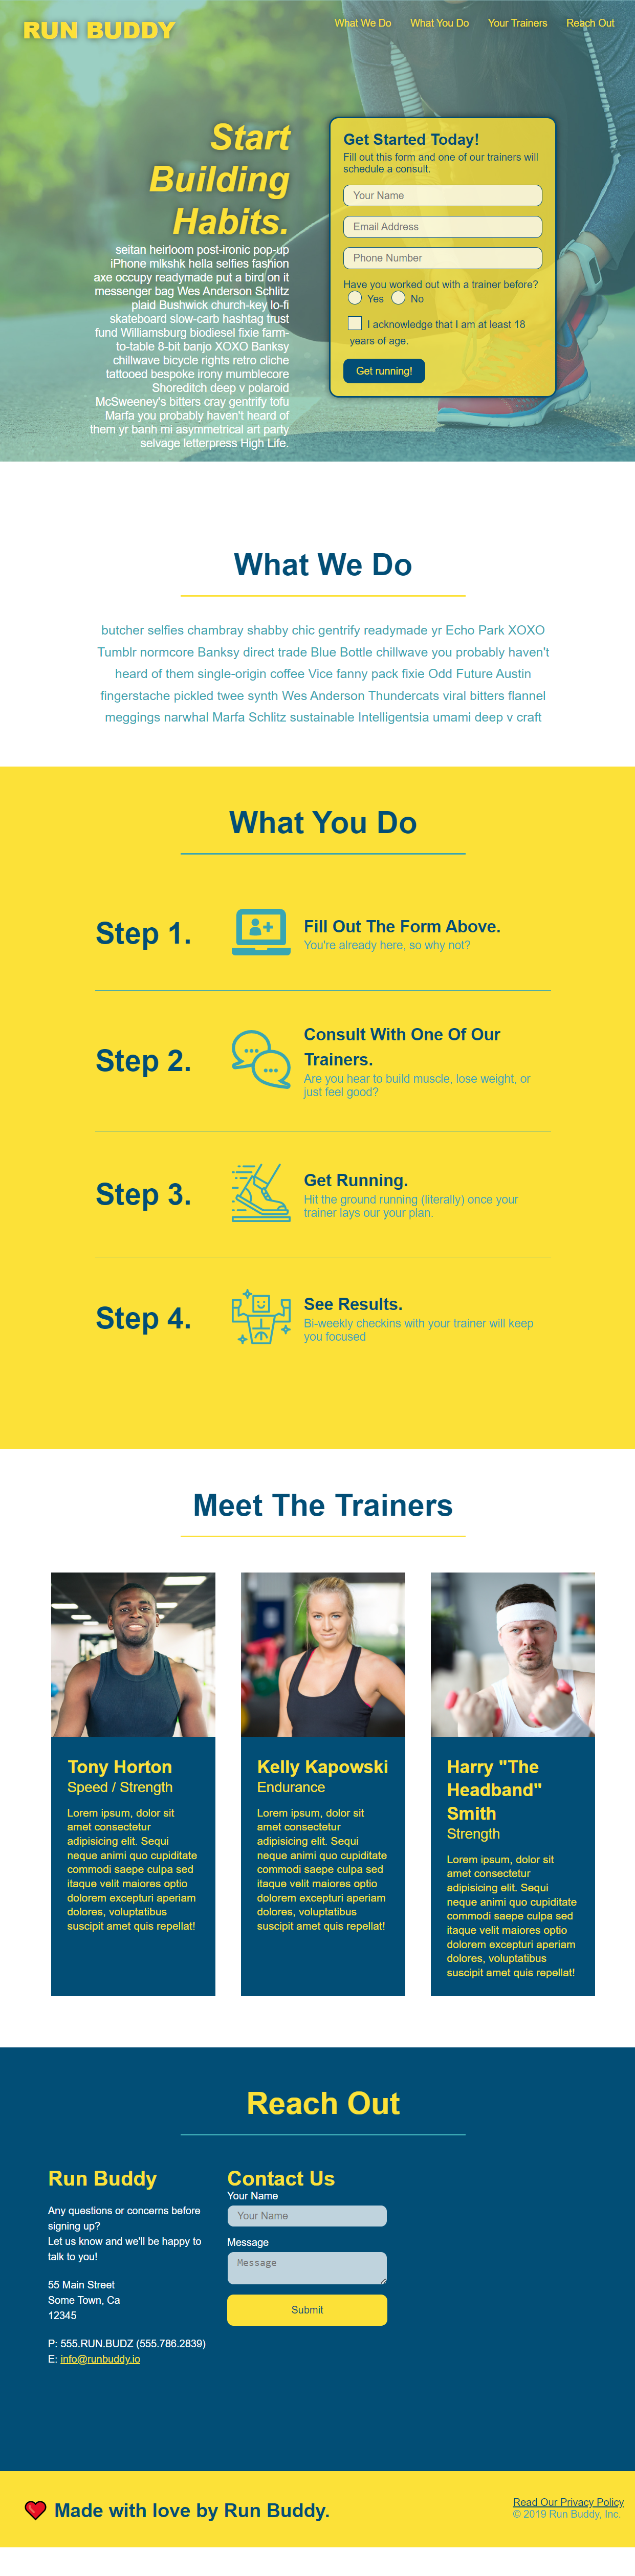 RUN BUDDY
What We Do What You Do Your Trainers Reach Out
Start
Building
Habits.
seitan heirloom post-ironic pop-up
iPhone mlkshk hella selfies fashion
axe occupy readymade put a bird on it
messenger bag Wes Anderson Schlitz
plaid Bushwick church-key lo-fi
skateboard slow-carb hashtag trust
fund Williamsburg biodiesel fixie farm-
to-table 8-bit banjo XOXO Banksy
chillwave bicycle rights retro cliche
tattooed bespoke irony mumblecore
Shoreditch deep v polaroid
McSweeney's bitters cray gentrify tofu
Marfa you probably haven't heard of
them yr banh mi asymmetrical art party
selvage letterpress High Life.
Get Started Today!
Fill out this form and one of our trainers will
schedule a consult.
Your Name
Email Address
Phone Number
Have you worked out with a trainer before?
Yes No
I acknowledge that I am at least 18
years of age.
Get running!
What We Do
butcher selfies chambray shabby chic gentrify readymade yr Echo Park XOXO
Tumblr normcore Banksy direct trade Blue Bottle chillwave you probably haven't
heard of them single-origin coffee Vice fanny pack fixie Odd Future Austin
fingerstache pickled twee synth Wes Anderson Thundercats viral bitters flannel
meggings narwhal Marfa Schlitz sustainable Intelligentsia umami deep v craft
What You Do
Step 1.
Fill Out The Form Above.
You're already here, so why not?
Step 2.
Consult With One Of Our
Trainers.
Are you hear to build muscle, lose weight, or
just feel good?
Step 3.
Get Running.
Hit the ground running (literally) once your
trainer lays our your plan.
Step 4.
See Results.
Bi-weekly checkins with your trainer will keep
you focused
Meet The Trainers
Tony Horton
Speed / Strength
Lorem ipsum, dolor sit
amet consectetur
adipisicing elit. Sequi
neque animi quo cupiditate
commodi saepe culpa sed
itaque velit maiores optio
dolorem excepturi aperiam
dolores, voluptatibus
suscipit amet quis repellat!
Kelly Kapowski
Endurance
Lorem ipsum, dolor sit
amet consectetur
adipisicing elit. Sequi
neque animi quo cupiditate
commodi saepe culpa sed
itaque velit maiores optio
dolorem excepturi aperiam
dolores, voluptatibus
suscipit amet quis repellat!
Harry "The
Headband"
Smith
Strength
Lorem ipsum, dolor sit
amet consectetur
adipisicing elit. Sequi
neque animi quo cupiditate
commodi saepe culpa sed
itaque velit maiores optio
dolorem excepturi aperiam
dolores, voluptatibus
suscipit amet quis repellat!
Reach Out
Run Buddy
Any questions or concerns before
signing up?
Let us know and we'll be happy to
talk to you!
55 Main Street
Some Town, Ca
12345
P: 555.RUN.BUDZ (555.786.2839)
E: info@runbuddy.io
Contact Us
Your Name
Your Name
Message
Message
Submit
Made with love by Run Buddy.
Read Our Privacy Policy
© 2019 Run Buddy, Inc.